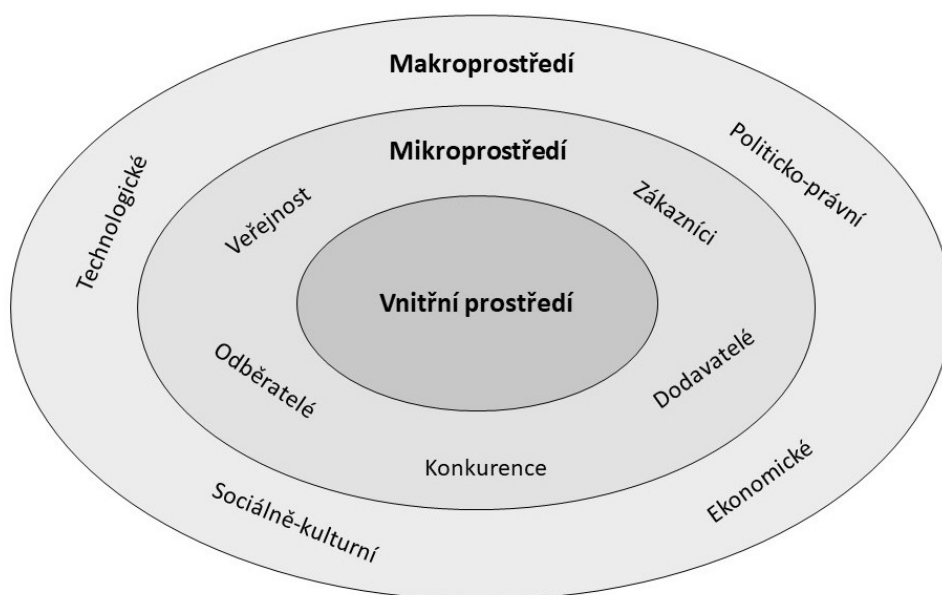 Makroprostředí
Politicko-právní
Mikroprostředí
Technologické
Veřejnost
Zákazníci
Vnitřní prostředí
Odběratelé
Dodavatelé
Konkurence
Sociálně-kulturní
Ekonomické